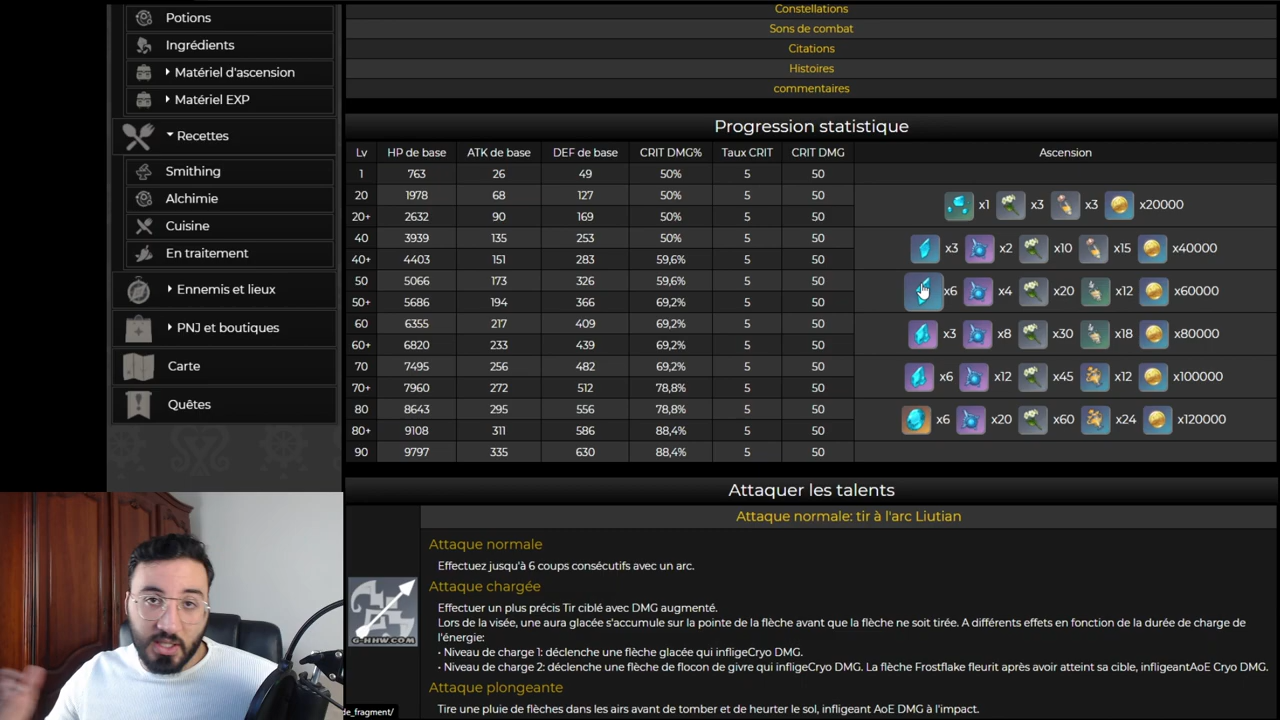 Potions
Ingrédients
Matériel d'ascension
Matériel EXP
Recettes
Smithing
Alchimie
Cuisine
En traitement
Ennemis et lieux
PNJ et boutiques
Carte
Quêtes
Constellations
Sons de combat
Citations
Histoires
commentaires
Progression statistique
Lv HP de base ATK de base DEF de base CRIT DMG% Taux CRIT CRIT DMG Ascension
1 763 26 49 50% 5 50
20 1978 68 127 50% 5 50
x1 x3 x3 x20000
20+ 2632 90 169 50% 5 50
40 3939 135 253 50% 5 50
x3 x2 x10 x15 x40000
40+ 4403 151 283 59,6% 5 50
50 5066 173 326 59,6% 5 50
x6 x4 x20 x12 x60000
50+ 5686 194 366 69,2% 5 50
60 6355 217 409 69,2% 5 50
x3 x8 x30 x18 x80000
60+ 6820 233 439 69,2% 5 50
70 7495 256 482 69,2% 5 50
x6 x12 x45 x12 x100000
70+ 7960 272 512 78,8% 5 50
80 8643 295 556 78,8% 5 50
x6 x20 x60 x24 x120000
80+ 9108 311 586 88,4% 5 50
90 9797 335 630 88,4% 5 50
Attaquer les talents
Attaque normale: tir à l'arc Liutian
G-HHW.COM
Attaque normale
Effectuez jusqu'à 6 coups consécutifs avec un arc.
Attaque chargée
Effectuer un plus précis Tir ciblé avec DMG augmenté.
Lors de la visée, une aura glacée s'accumule sur la pointe de la flèche avant que la flèche ne soit tirée. A différents effets en fonction de la durée de charge de
l'énergie:
• Niveau de charge 1: déclenche une flèche glacée qui infligeCryo DMG.
• Niveau de charge 2: déclenche une flèche de flocon de givre qui infligeCryo DMG. La flèche Frostflake fleurit après avoir atteint sa cible, infligeantAoE Cryo DMG.
Attaque plongeante
Tire une pluie de flèches dans les airs avant de tomber et de heurter le sol, infligeant AoE DMG à l'impact.
de_fragment/